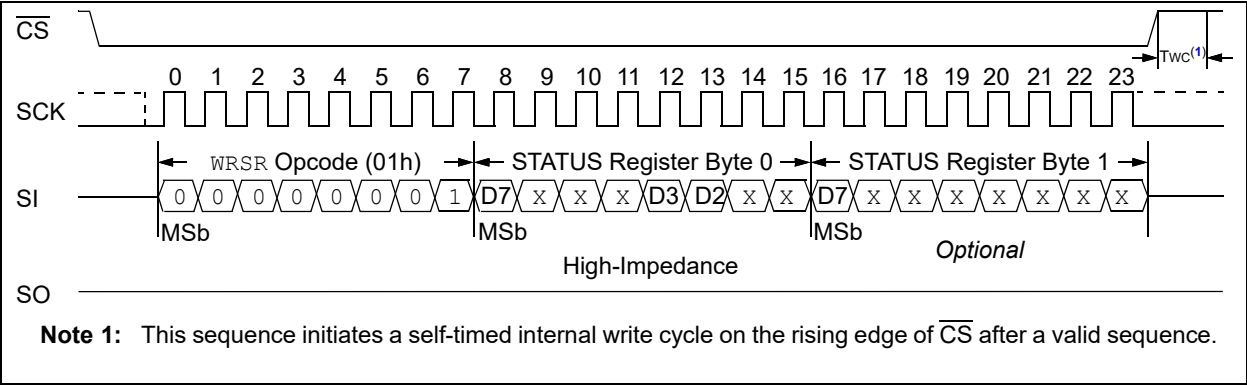 CS
TWC(1)
0 1 2 3 4 5 6 7 8 9 10 11 12 13 14 15 16 17 18 19 20 21 22 23
SCK
WRSR Opcode (01h) STATUS Register Byte 0 STATUS Register Byte 1
SI 0 0 0 0 0 0 0 1 D7 X X X D3 D2 X X D7 X X X X X X X
MSb MSb MSb
Optional
High-Impedance
SO
Note 1: This sequence initiates a self-timed internal write cycle on the rising edge of CS after a valid sequence.